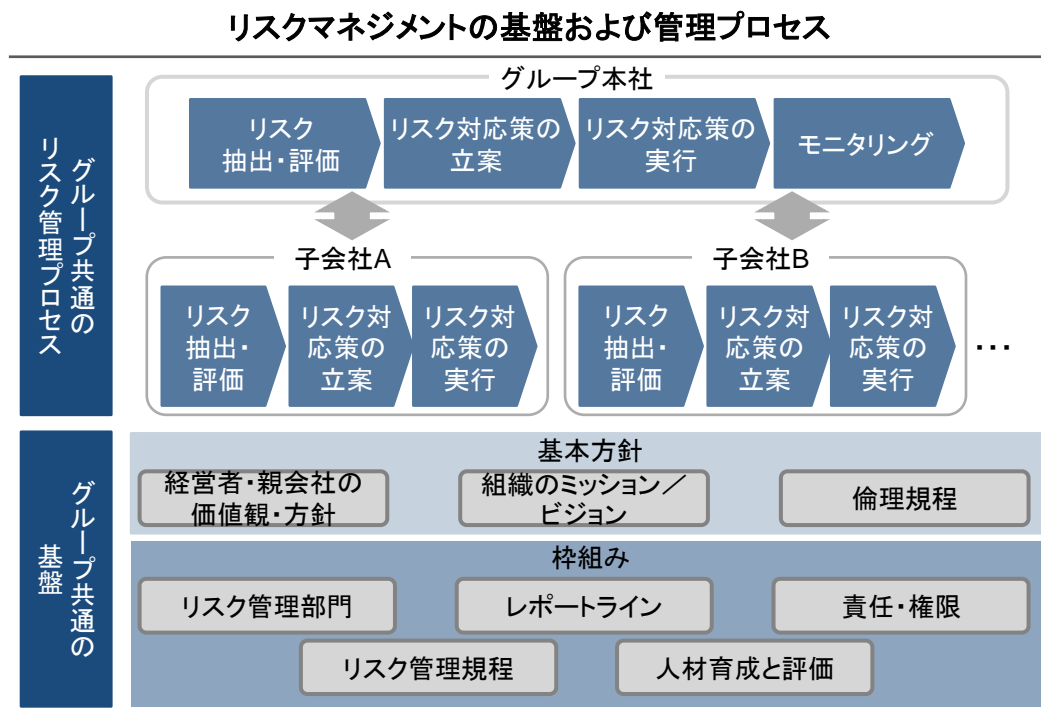 リスクマネジメントの基盤および管理プロセス
グループ共通の
リスク管理プロセス
グループ本社
リスク
抽出・評価
リスク対応策の
立案
リスク対応策の
実行
モニタリング
子会社A
リスク
抽出・
評価
リスク対
応策の
立案
リスク対
応策の
実行
子会社B
リスク
抽出・
評価
リスク対
応策の
立案
リスク対
応策の
実行
…
グループ共通の
基盤
基本方針
経営者・親会社の
価値観・方針
組織のミッション／
ビジョン
倫理規程
枠組み
リスク管理部門
レポートライン
責任・権限
リスク管理規程
人材育成と評価